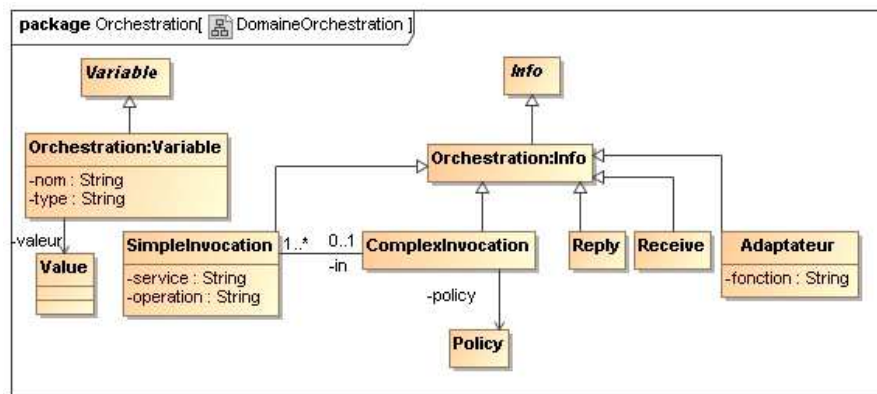 package Orchestration[ DomaineOrchestration ]
Variable
Info
Orchestration:Variable
-nom : String
-type : String
Orchestration:Info
-valeur
Value
SimpleInvocation
-service : String
-operation : String
1..*
0..1
-in
ComplexInvocation
Reply
Receive
Adaptateur
-fonction : String
-policy
Policy